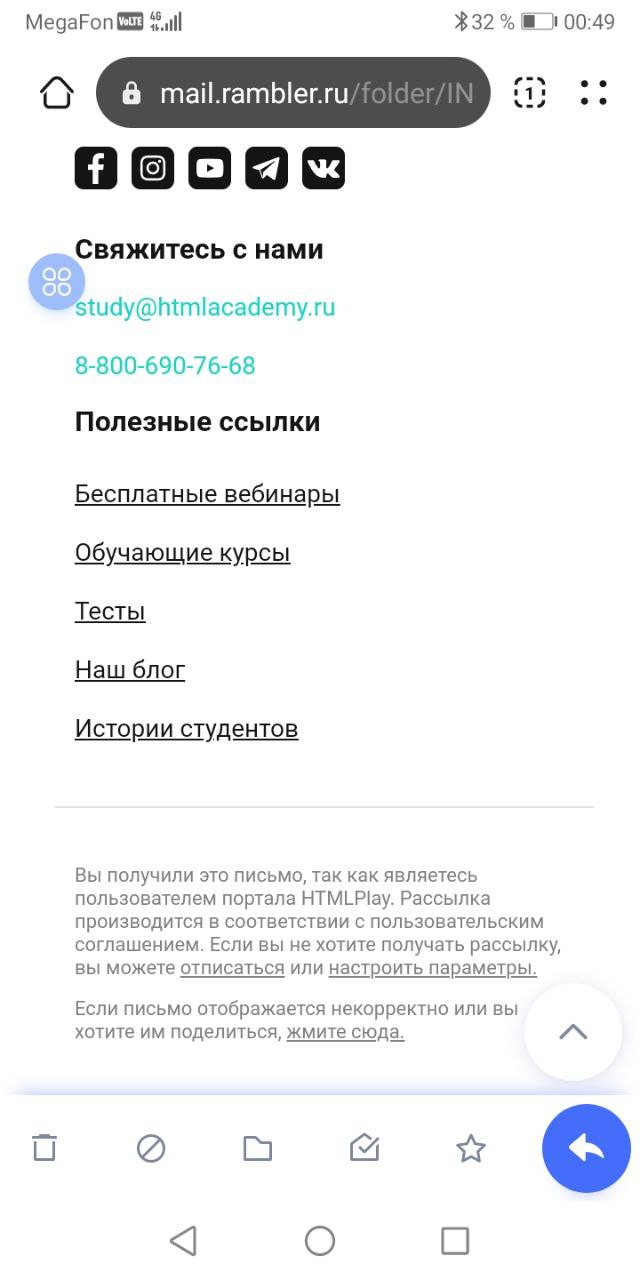 MegaFon VoLTE 4G 32 % 00:49
mail.rambler.ru/folder/IN 1
Свяжитесь с нами
study@htmlacademy.ru
8-800-690-76-68
Полезные ссылки
Бесплатные вебинары
Обучающие курсы
Тесты
Наш блог
Истории студентов
Вы получили это письмо, так как являетесь
пользователем портала HTMLPlay. Рассылка
производится в соответствии с пользовательским
соглашением. Если вы не хотите получать рассылку,
вы можете отписаться или настроить параметры.
Если письмо отображается некорректно или вы
хотите им поделиться, жмите сюда.